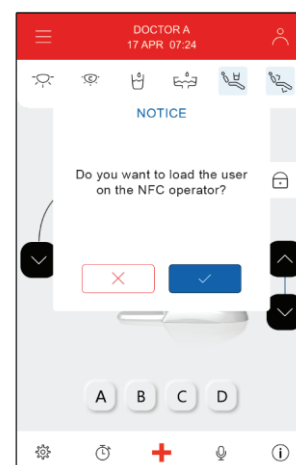 DOCTOR A
17 APR 07:24
NOTICE
Do you want to load the user
on the NFC operator?
A B C D